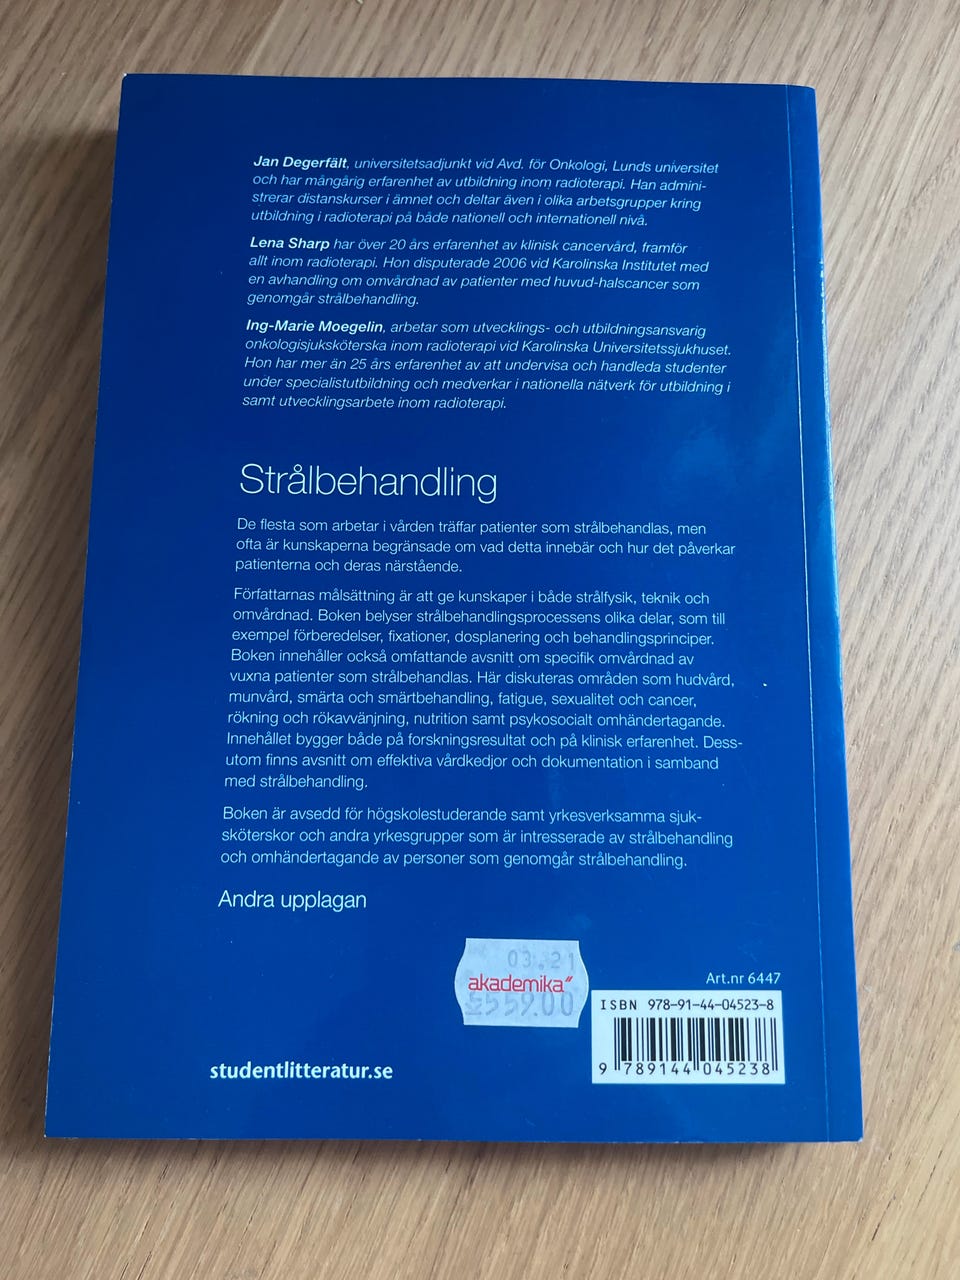 Jan Degerfält, universitetsadjunkt vid Avd. för Onkologi, Lunds universitet
och har mångårig erfarenhet av utbildning inom radioterapi. Han admini-
strerar distanskurser i ämnet och deltar även i olika arbetsgrupper kring
utbildning i radioterapi på både nationell och internationell nivå.
Lena Sharp har över 20 års erfarenhet av klinisk cancervård, framför
allt inom radioterapi. Hon disputerade 2006 vid Karolinska Institutet med
en avhandling om omvårdnad av patienter med huvud-halscancer som
genomgår strålbehandling.
Ing-Marie Moegelin, arbetar som utvecklings- och utbildningsansvarig
onkologisjuksköterska inom radioterapi vid Karolinska Universitetssjukhuset.
Hon har mer än 25 års erfarenhet av att undervisa och handleda studenter
under specialistutbildning och medverkar i nationella nätverk för utbildning i
samt utvecklingsarbete inom radioterapi.
Strålbehandling
De flesta som arbetar i vården träffar patienter som strålbehandlas, men
ofta är kunskaperna begränsade om vad detta innebär och hur det påverkar
patienterna och deras närstående.
Författarnas målsättning är att ge kunskaper i både strålfysik, teknik och
omvårdnad. Boken belyser strålbehandlingsprocessens olika delar, som till
exempel förberedelser, fixationer, dosplanering och behandlingsprinciper.
Boken innehåller också omfattande avsnitt om specifik omvårdnad av
vuxna patienter som strålbehandlas. Här diskuteras områden som hudvård,
munvård, smärta och smärtbehandling, fatigue, sexualitet och cancer,
rökning och rökavvänjning, nutrition samt psykosocialt omhändertagande.
Innehållet bygger både på forskningsresultat och på klinisk erfarenhet. Dess-
utom finns avsnitt om effektiva vårdkedjor och dokumentation i samband
med strålbehandling.
Boken är avsedd för högskolestuderande samt yrkesverksamma sjuk-
sköterskor och andra yrkesgrupper som är intresserade av strålbehandling
och omhändertagande av personer som genomgår strålbehandling.
Andra upplagan
03.21
akademika
559.00
Art.nr 6447
ISBN 978-91-44-04523-8
9 789144 045238
studentlitteratur.se